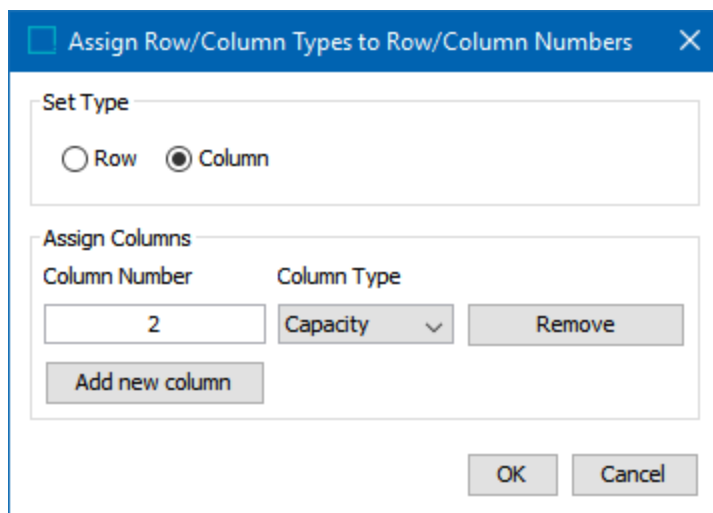 Assign Row/Column Types to Row/Column Numbers
Set Type
Row Column
Assign Columns
Column Number Column Type
2 Capacity Remove
Add new column
OK Cancel